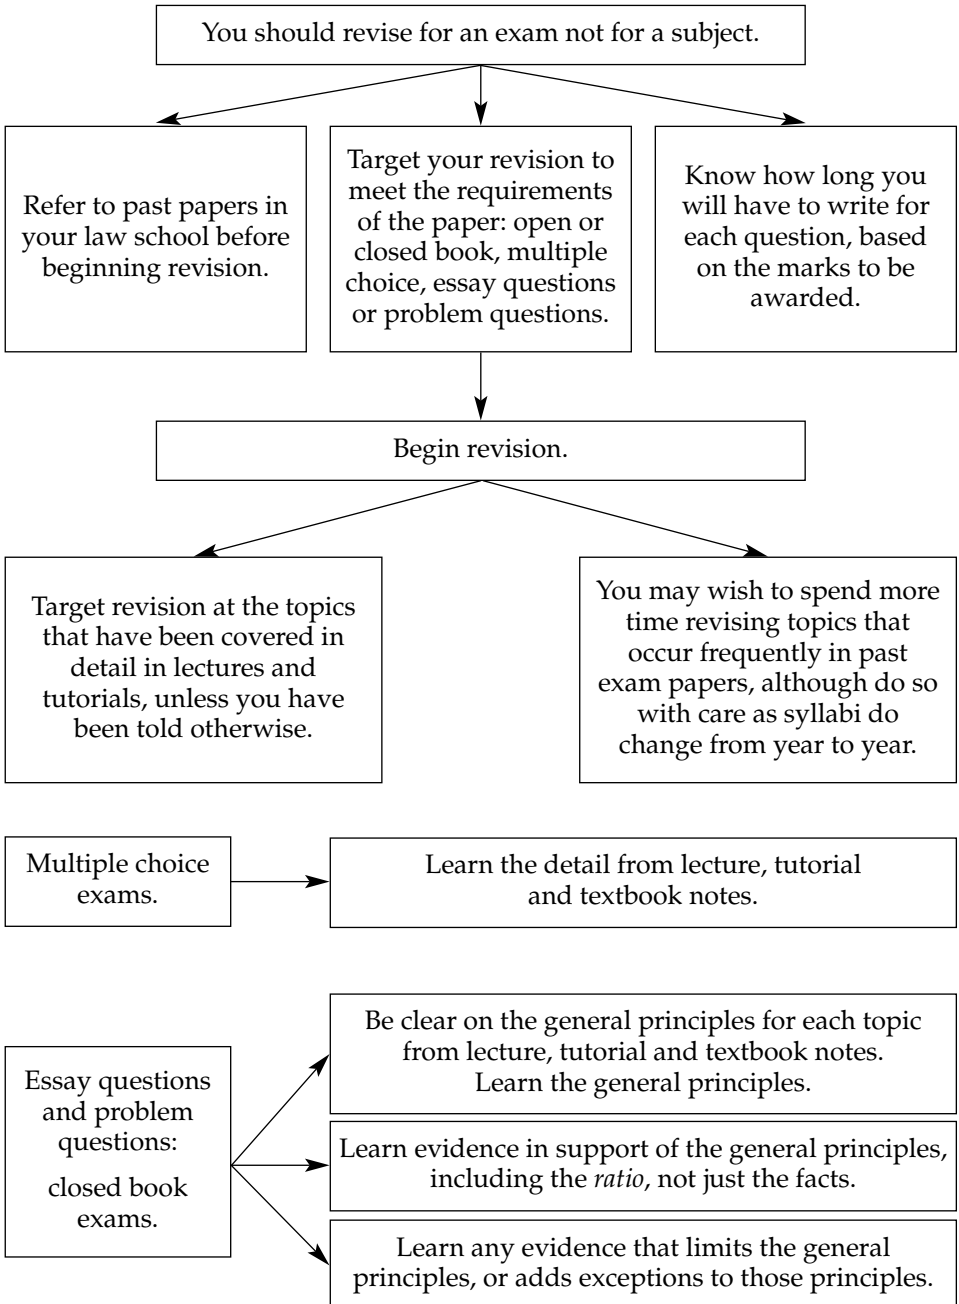 You should revise for an exam not for a subject.
Refer to past papers in
your law school before
beginning revision.
Target your revision to
meet the requirements
of the paper: open or
closed book, multiple
choice, essay questions
or problem questions.
Know how long you
will have to write for
each question, based
on the marks to be
awarded.
Begin revision.
Target revision at the topics
that have been covered in
detail in lectures and
tutorials, unless you have
been told otherwise.
You may wish to spend more
time revising topics that
occur frequently in past
exam papers, although do so
with care as syllabi do
change from year to year.
Multiple choice
exams.
Learn the detail from lecture, tutorial
and textbook notes.
Essay questions
and problem
questions:
closed book
exams.
Be clear on the general principles for each topic
from lecture, tutorial and textbook notes.
Learn the general principles.
Learn evidence in support of the general principles,
including the ratio, not just the facts.
Learn any evidence that limits the general
principles, or adds exceptions to those principles.